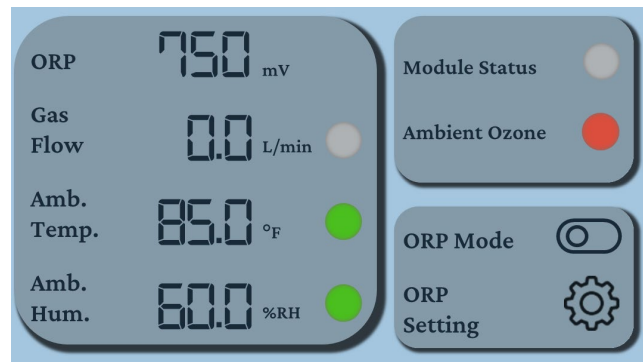 ORP 750 mV
Gas
Flow 0.0 L/min
Amb.
Temp. 85.0 °F
Amb.
Hum. 60.0 %RH
Module Status
Ambient Ozone
ORP Mode
ORP
Setting